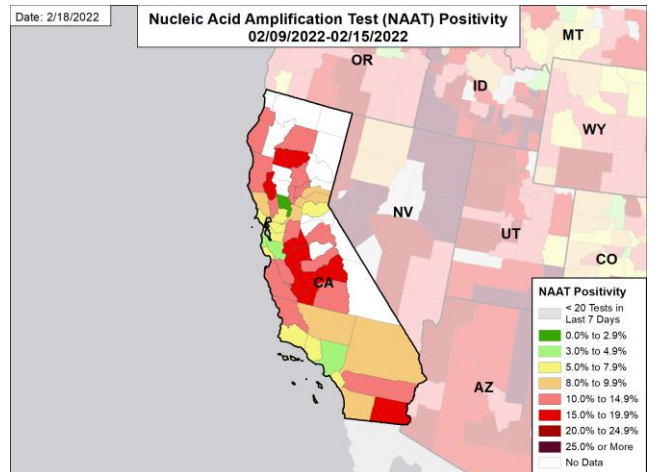 Date: 2/18/2022
Nucleic Acid Amplification Test (NAAT) Positivity
02/09/2022-02/15/2022
MT
OR
ID
WY
NV
UT
CO
CA
AZ
NAAT Positivity
< 20 Tests in
Last 7 Days
0.0% to 2.9%
3.0% to 4.9%
5.0% to 7.9%
8.0% to 9.9%
10.0% to 14.9%
15.0% to 19.9%
20.0% to 24.9%
25.0% or More
No Data